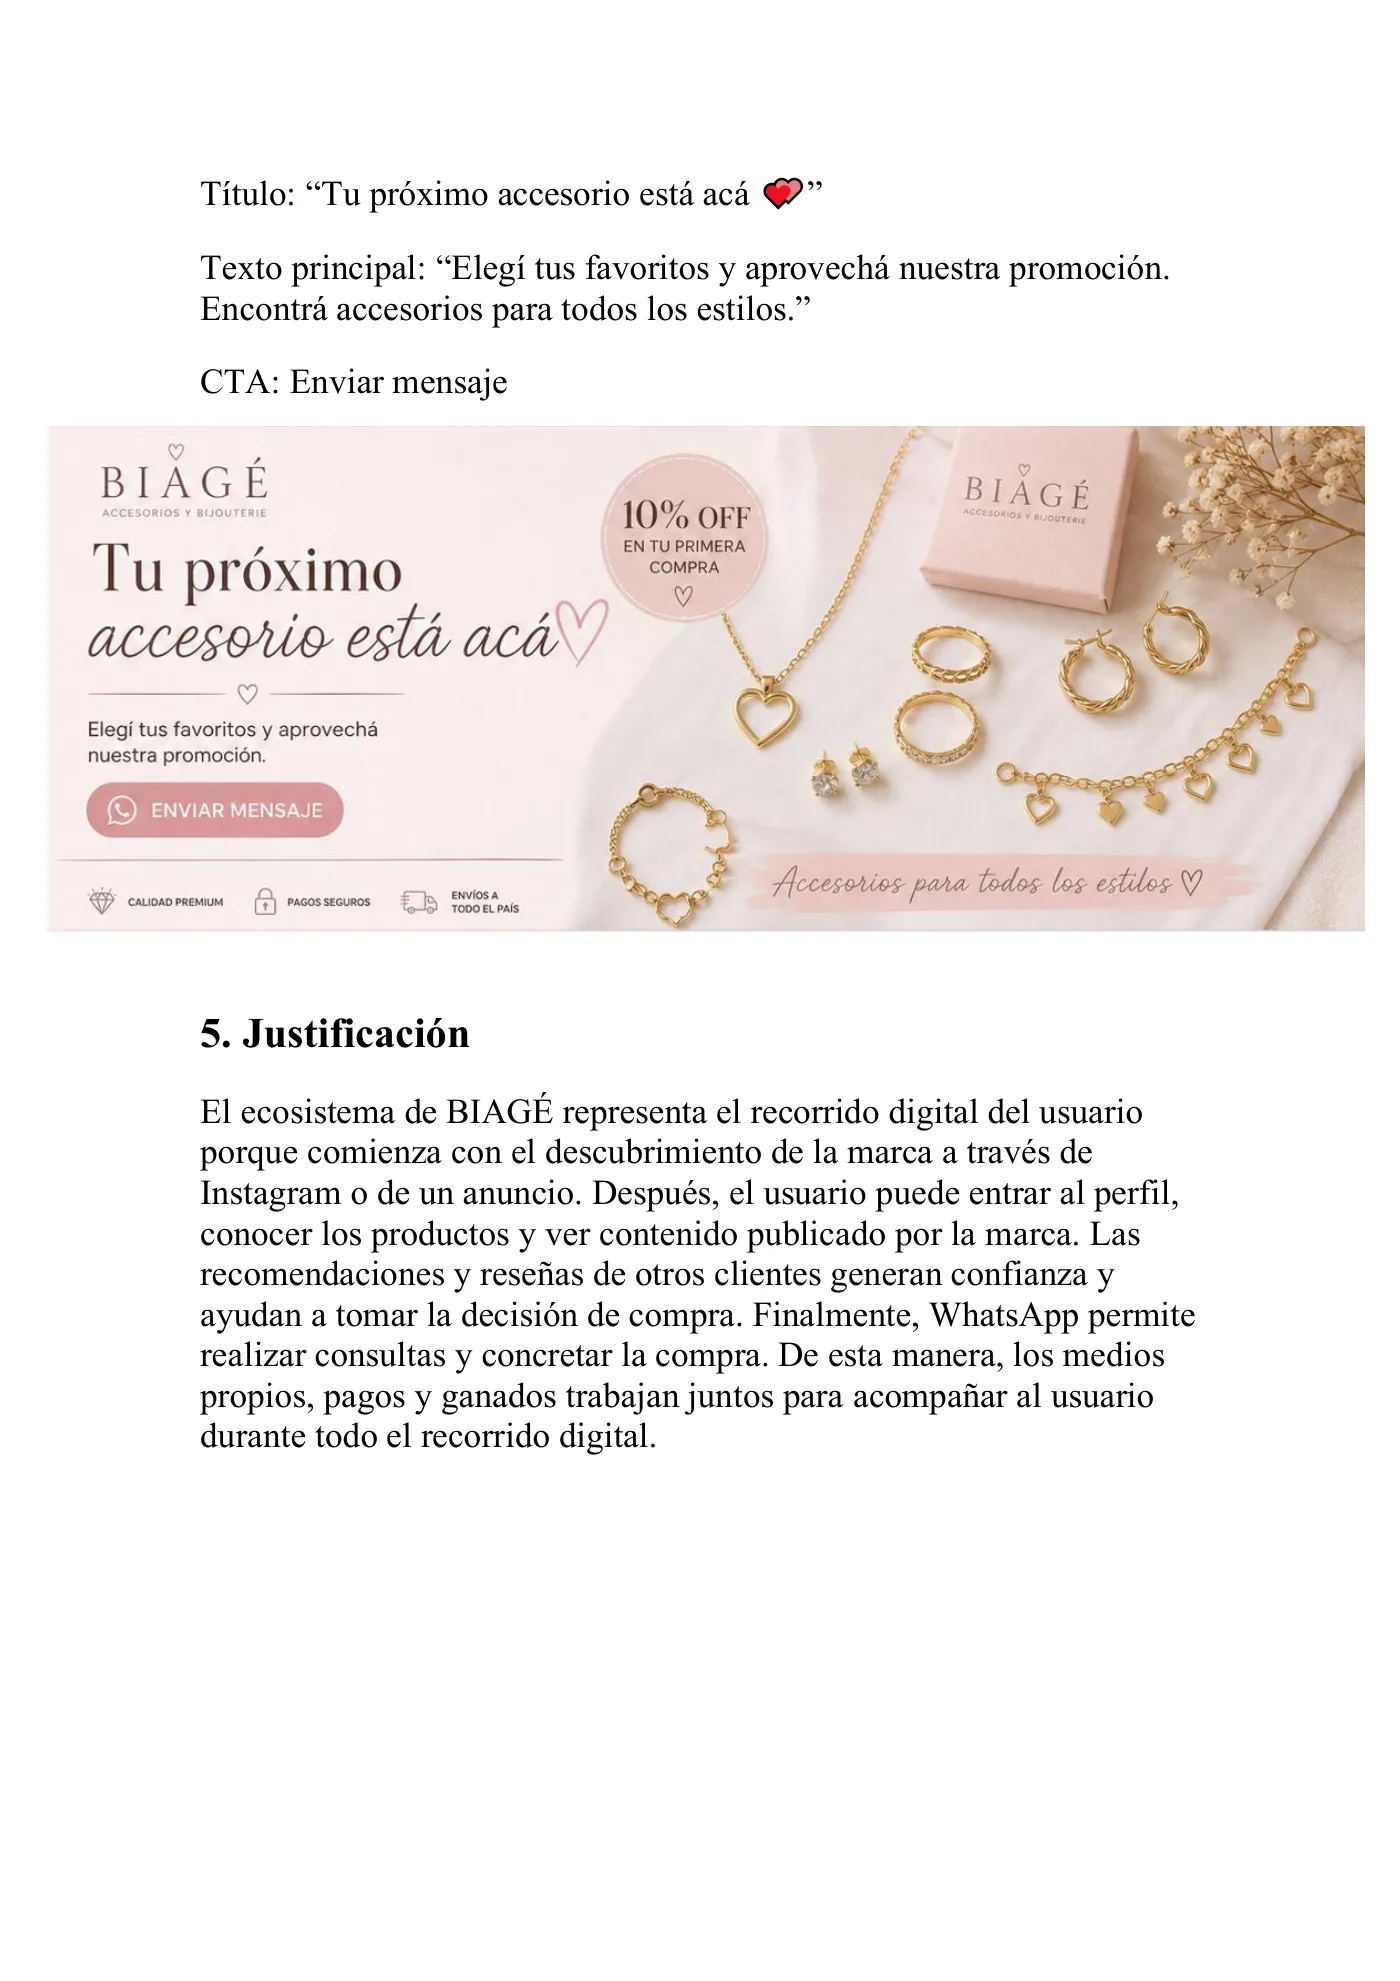 Título: “Tu próximo accesorio está acá 💕”
Texto principal: “Elegí tus favoritos y aprovechá nuestra promoción.
Encontrá accesorios para todos los estilos.”
CTA: Enviar mensaje
BIAGÉ
ACCESORIOS Y BIJOUTERIE
Tu próximo
accesorio está acá
Elegí tus favoritos y aprovechá
nuestra promoción.
ENVIAR MENSAJE
CALIDAD PREMIUM
PAGOS SEGUROS
ENVÍOS A
TODO EL PAÍS
10% OFF
EN TU PRIMERA
COMPRA
BIAGÉ
ACCESORIOS Y BIJOUTERIE
Accesorios para todos los estilos
5. Justificación
El ecosistema de BIAGÉ representa el recorrido digital del usuario
porque comienza con el descubrimiento de la marca a través de
Instagram o de un anuncio. Después, el usuario puede entrar al perfil,
conocer los productos y ver contenido publicado por la marca. Las
recomendaciones y reseñas de otros clientes generan confianza y
ayudan a tomar la decisión de compra. Finalmente, WhatsApp permite
realizar consultas y concretar la compra. De esta manera, los medios
propios, pagos y ganados trabajan juntos para acompañar al usuario
durante todo el recorrido digital.